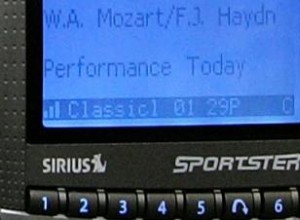 W.A. Mozart/F.J. Haydn
Performance Today
Classicl 01 29P C
SIRIUS SPORTSTER
1 2 3 4 5 6